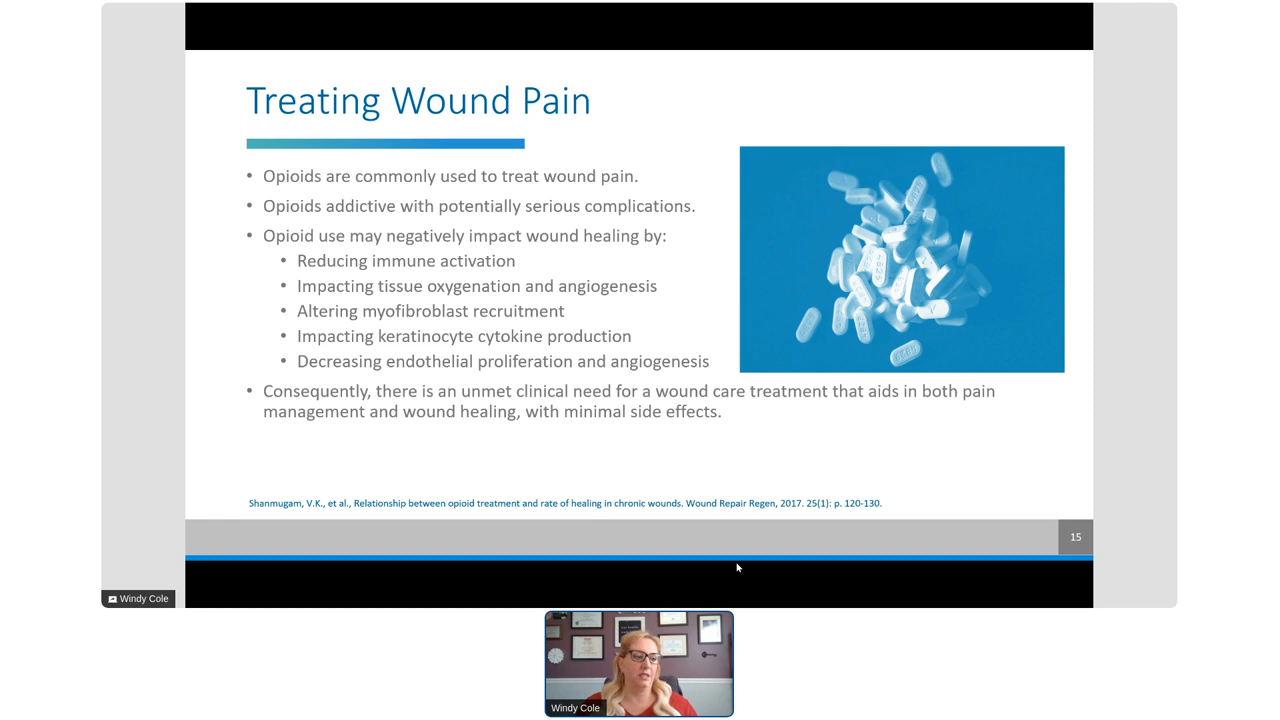 Treating Wound Pain
• Opioids are commonly used to treat wound pain.
• Opioids addictive with potentially serious complications.
• Opioid use may negatively impact wound healing by:
• Reducing immune activation
• Impacting tissue oxygenation and angiogenesis
• Altering myofibroblast recruitment
• Impacting keratinocyte cytokine production
• Decreasing endothelial proliferation and angiogenesis
• Consequently, there is an unmet clinical need for a wound care treatment that aids in both pain
management and wound healing, with minimal side effects.
Shanmugam, V.K., et al., Relationship between opioid treatment and rate of healing in chronic wounds. Wound Repair Regen, 2017. 25(1): p. 120-130.
15
Windy Cole
Windy Cole